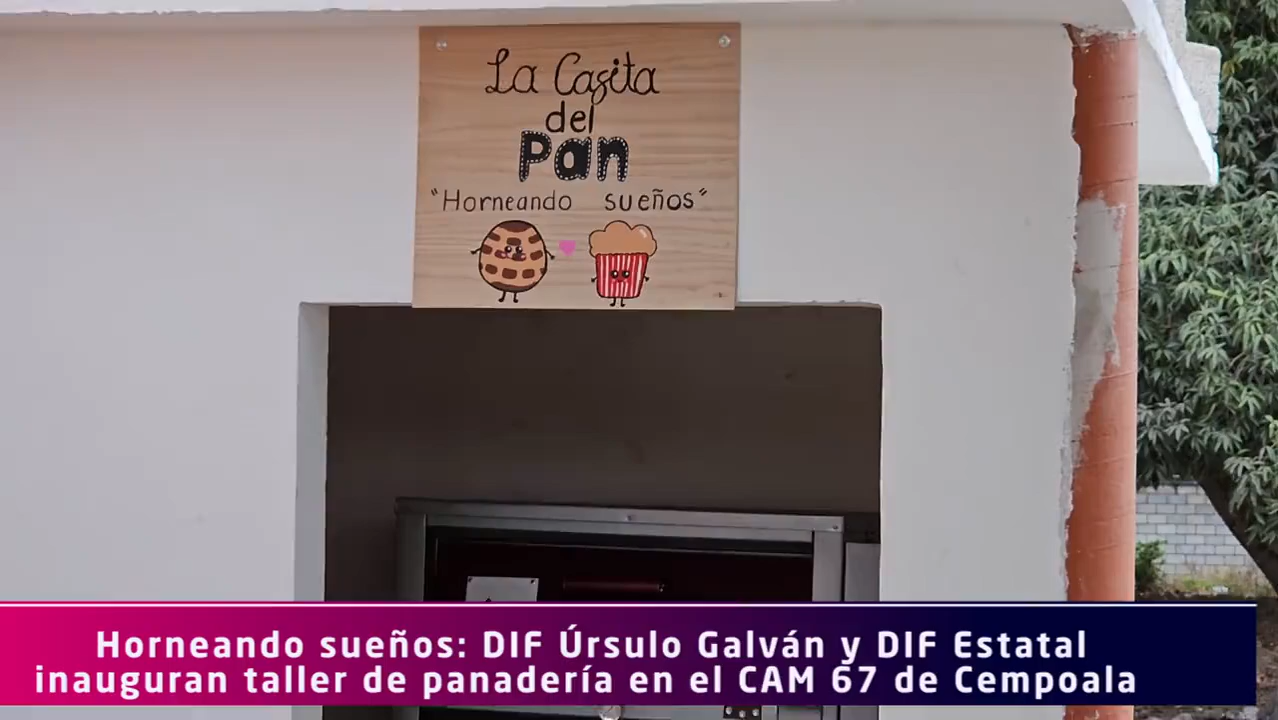 La Casita
del
Pan
"Horneando sueños"
Horneando sueños: DIF Úrsulo Galván y DIF Estatal
inauguran taller de panadería en el CAM 67 de Cempoala